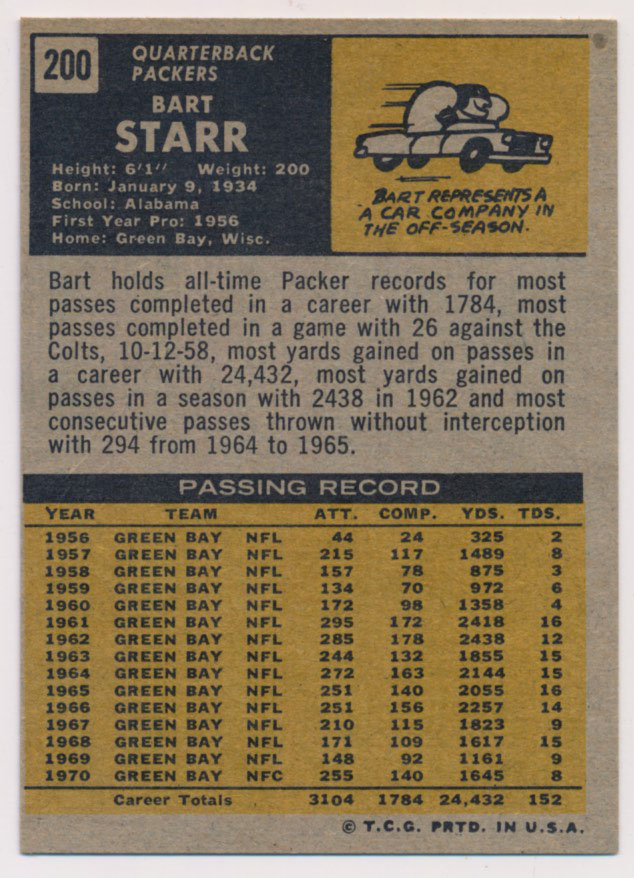 200
QUARTERBACK
PACKERS
BART
STARR
Height: 6'1" Weight: 200
Born: January 9, 1934
School: Alabama
First Year Pro: 1956
Home: Green Bay, Wisc.
BART REPRESENTS A
A CAR COMPANY IN
THE OFF-SEASON.
Bart holds all-time Packer records for most
passes completed in a career with 1784, most
passes completed in a game with 26 against the
Colts, 10-12-58, most yards gained on passes in
a career with 24,432, most yards gained on
passes in a season with 2438 in 1962 and most
consecutive passes thrown without interception
with 294 from 1964 to 1965.
PASSING RECORD
YEAR TEAM ATT. COMP. YDS. TDS.
1956 GREEN BAY NFL 44 24 325 2
1957 GREEN BAY NFL 215 117 1489 8
1958 GREEN BAY NFL 157 78 875 3
1959 GREEN BAY NFL 134 70 972 6
1960 GREEN BAY NFL 172 98 1358 4
1961 GREEN BAY NFL 295 172 2418 16
1962 GREEN BAY NFL 285 178 2438 12
1963 GREEN BAY NFL 244 132 1855 15
1964 GREEN BAY NFL 272 163 2144 15
1965 GREEN BAY NFL 251 140 2055 16
1966 GREEN BAY NFL 251 156 2257 14
1967 GREEN BAY NFL 210 115 1823 9
1968 GREEN BAY NFL 171 109 1617 15
1969 GREEN BAY NFL 148 92 1161 9
1970 GREEN BAY NFC 255 140 1645 8
Career Totals 3104 1784 24,432 152
© T.C.G. PRTD. IN U.S.A.